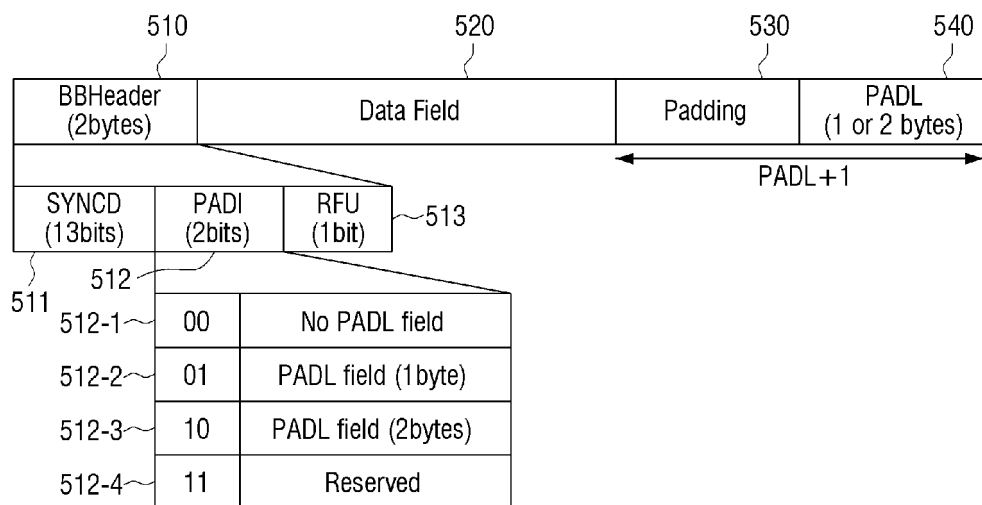 510
520
530
540
BBHeader
(2bytes)
Data Field
Padding
PADL
(1 or 2 bytes)
PADL+1
SYNCD
(13bits)
PADI
(2bits)
RFU
(1bit)
513
512
511
512-1
00
No PADL field
512-2
01
PADL field (1byte)
512-3
10
PADL field (2bytes)
512-4
11
Reserved